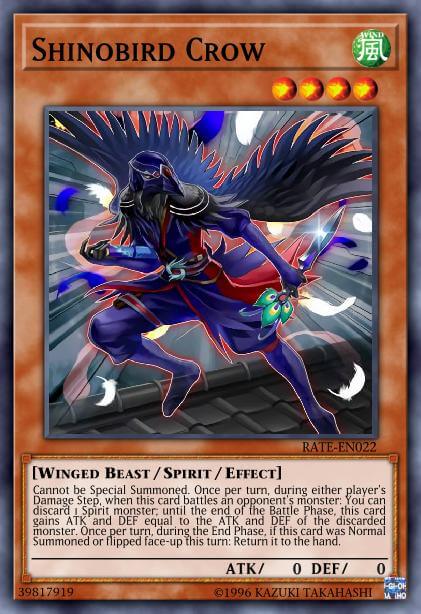 SHINOBIRD CROW
WIND
風
RATE-EN022
[WINGED BEAST / SPIRIT / EFFECT]
Cannot be Special Summoned. Once per turn, during either player's
Damage Step, when this card battles an opponent's monster: You can
discard 1 Spirit monster; until the end of the Battle Phase, this card
gains ATK and DEF equal to the ATK and DEF of the discarded
monster. Once per turn, during the End Phase, if this card was Normal
Summoned or flipped face-up this turn: Return it to the hand.
ATK/ 0 DEF/ 0
39817919 ©1996 KAZUKI TAKAHASHI